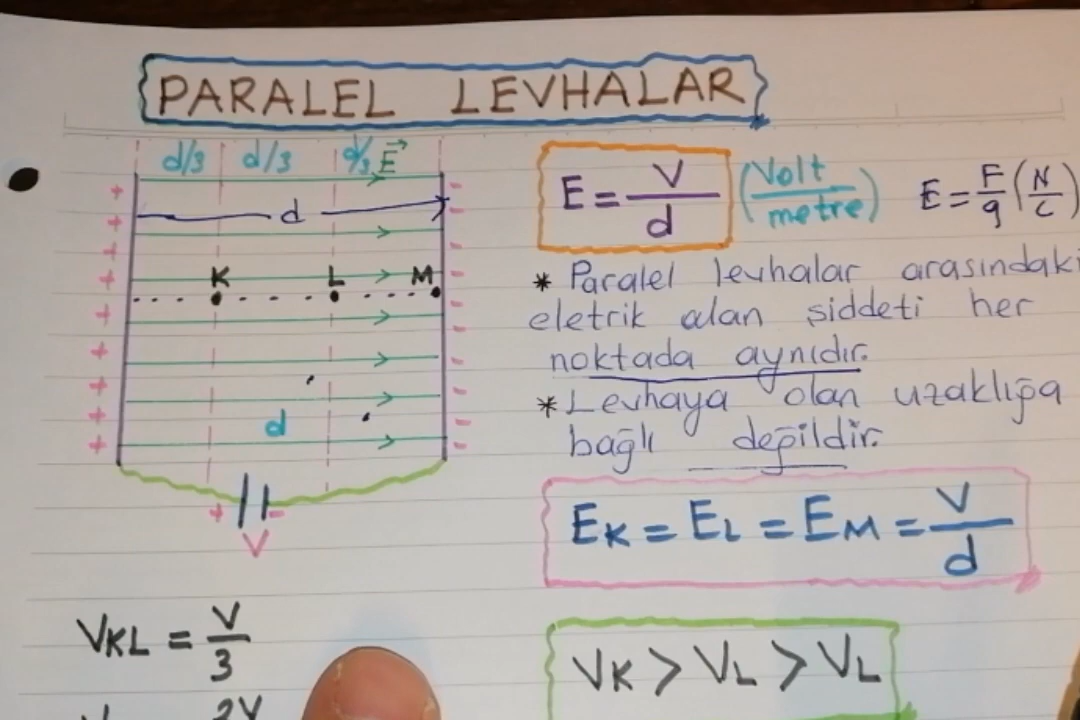 PARALEL LEVHALAR
d/3 d/3 d/3 E
d
K L M
d
+ -
V
E = V/d (Volt/metre) E = F/q (N/C)
* Paralel levhalar arasındaki
eletrik alan şiddeti her
noktada aynıdır.
* Levhaya olan uzaklığa
bağlı değildir.
EK = EL = EM = V/d
VKL = V/3
2V
VK > VL > VL